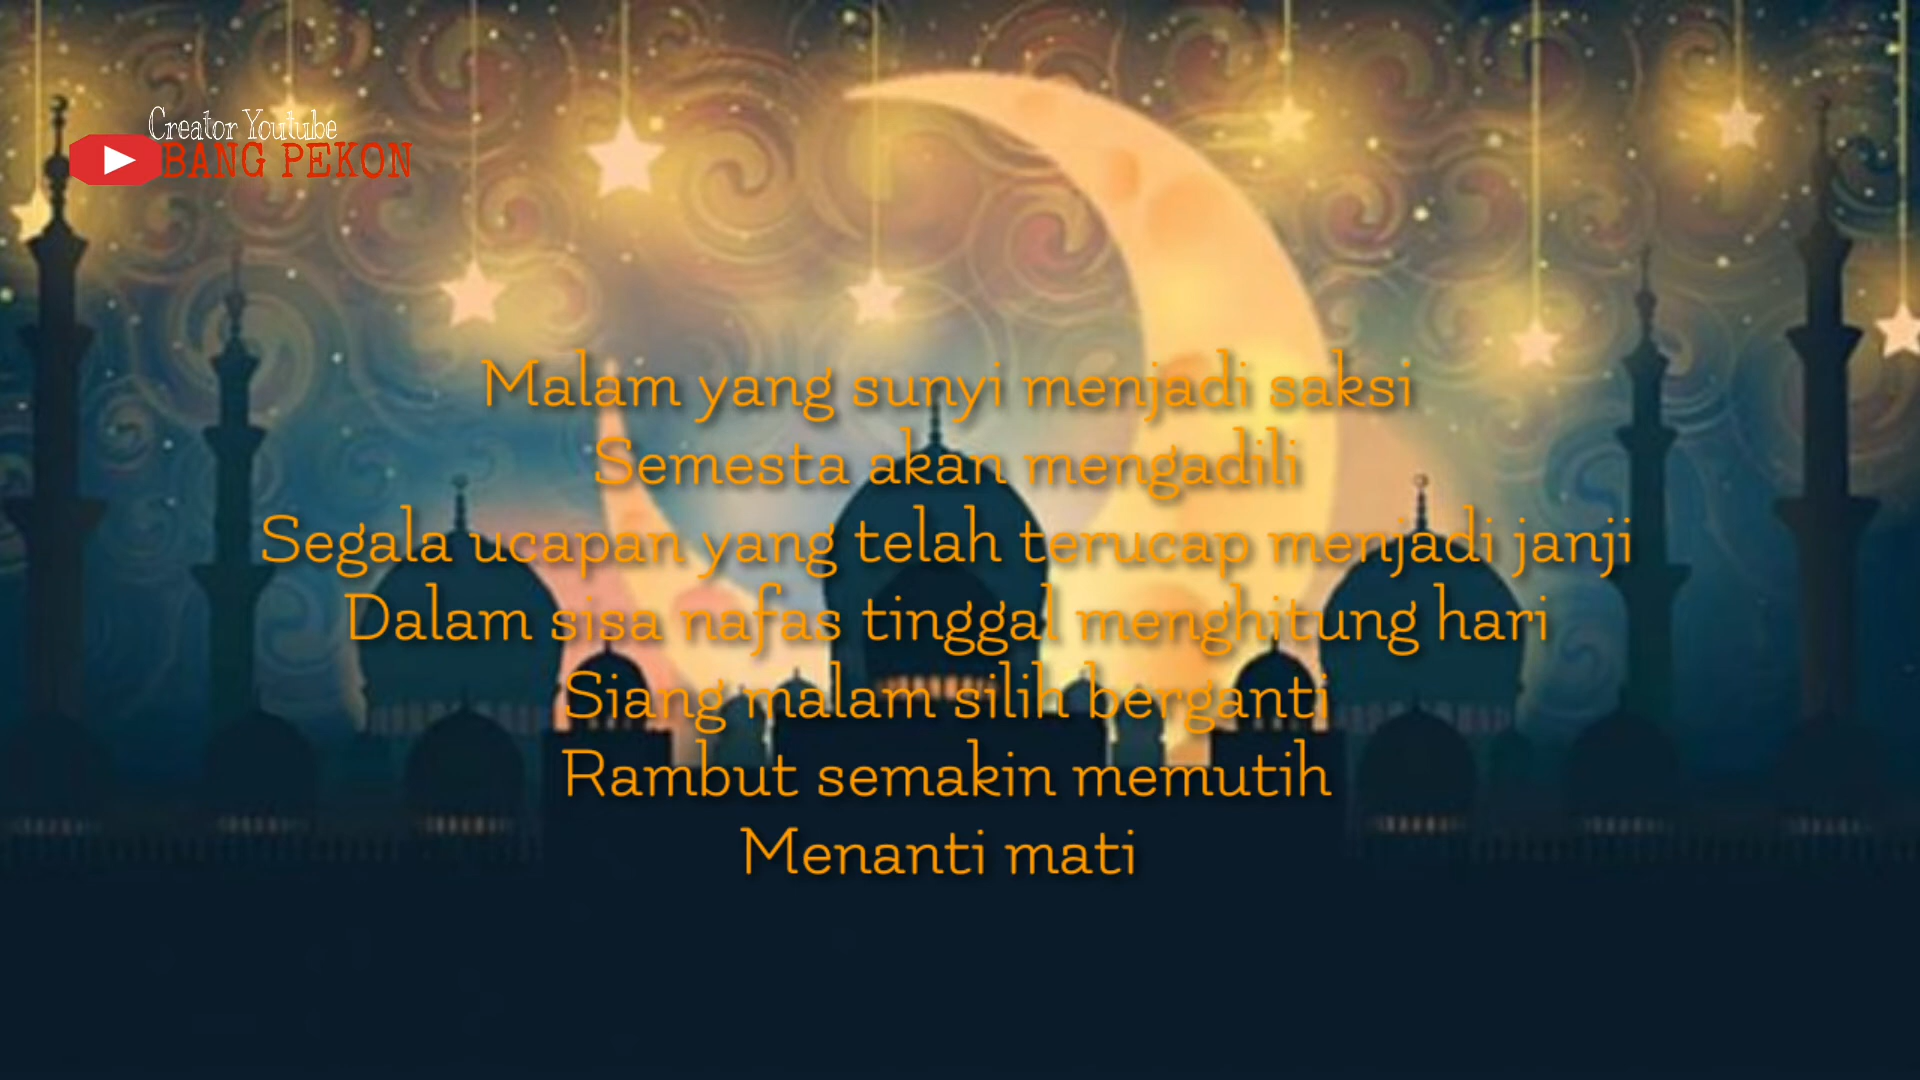 Creator Youtube
BANG PEKON
Malam yang sunyi menjadi saksi
Semesta akan mengadili
Segala ucapan yang telah terucap menjadi janji
Dalam sisa nafas tinggal menghitung hari
Siang malam silih berganti
Rambut semakin memutih
Menanti mati